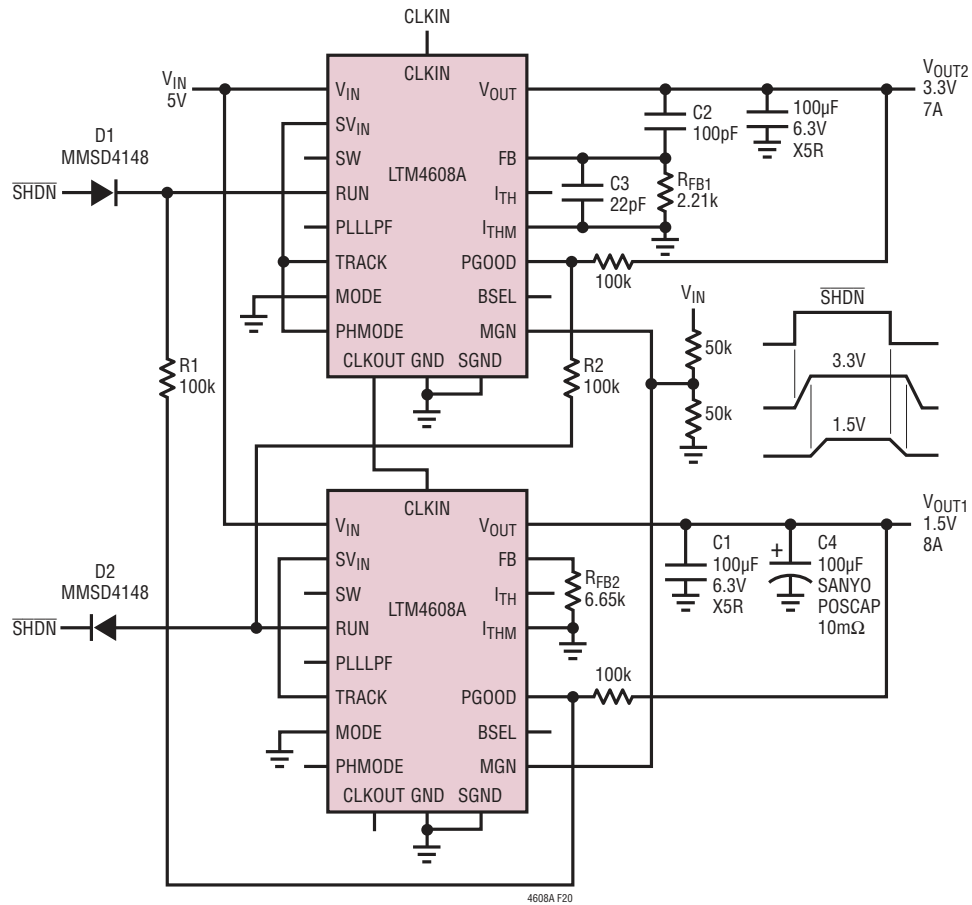 CLKIN
CLKIN
VIN
5V
VIN
SVIN
SW
RUN
PLLLPF
TRACK
MODE
PHMODE
LTM4608A
VOUT
FB
ITH
ITHM
PGOOD
BSEL
MGN
CLKOUT GND SGND
D1
MMSD4148
SHDN
C2
100pF
C3
22pF
RFB1
2.21k
100µF
6.3V
X5R
VOUT2
3.3V
7A
100k
R1
100k
R2
100k
VIN
50k
50k
SHDN
3.3V
1.5V
CLKIN
VIN
SVIN
SW
RUN
PLLLPF
TRACK
MODE
PHMODE
LTM4608A
VOUT
FB
ITH
ITHM
PGOOD
BSEL
MGN
CLKOUT GND SGND
D2
MMSD4148
SHDN
RFB2
6.65k
100k
C1
100µF
6.3V
X5R
+
C4
100µF
SANYO
POSCAP
10mΩ
VOUT1
1.5V
8A
4608A F20